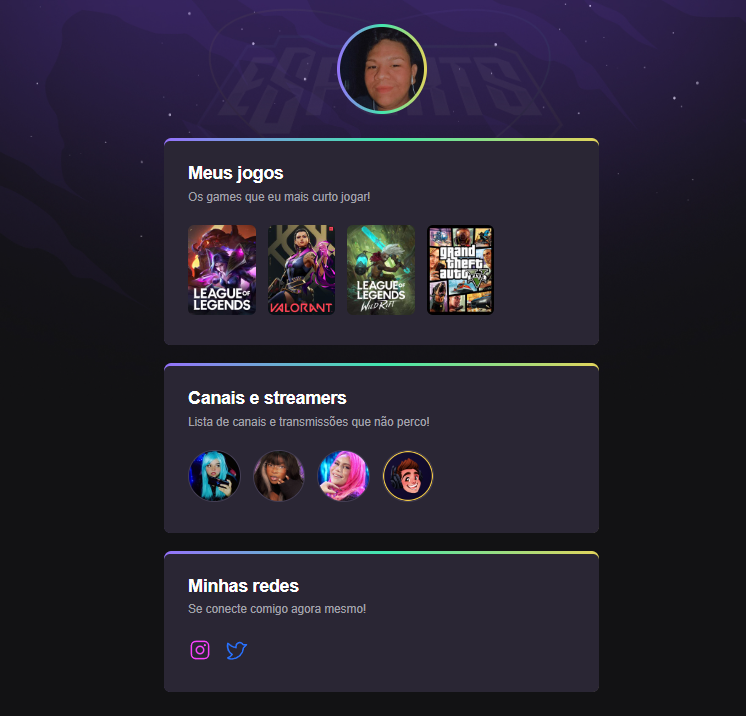 ESPORTS
Meus jogos
Os games que eu mais curto jogar!
LEAGUE OF
LEGENDS
VALORANT
LEAGUE OF
LEGENDS
WILD RIFT
grand
theft
auto
V
Canais e streamers
Lista de canais e transmissões que não perco!
Minhas redes
Se conecte comigo agora mesmo!